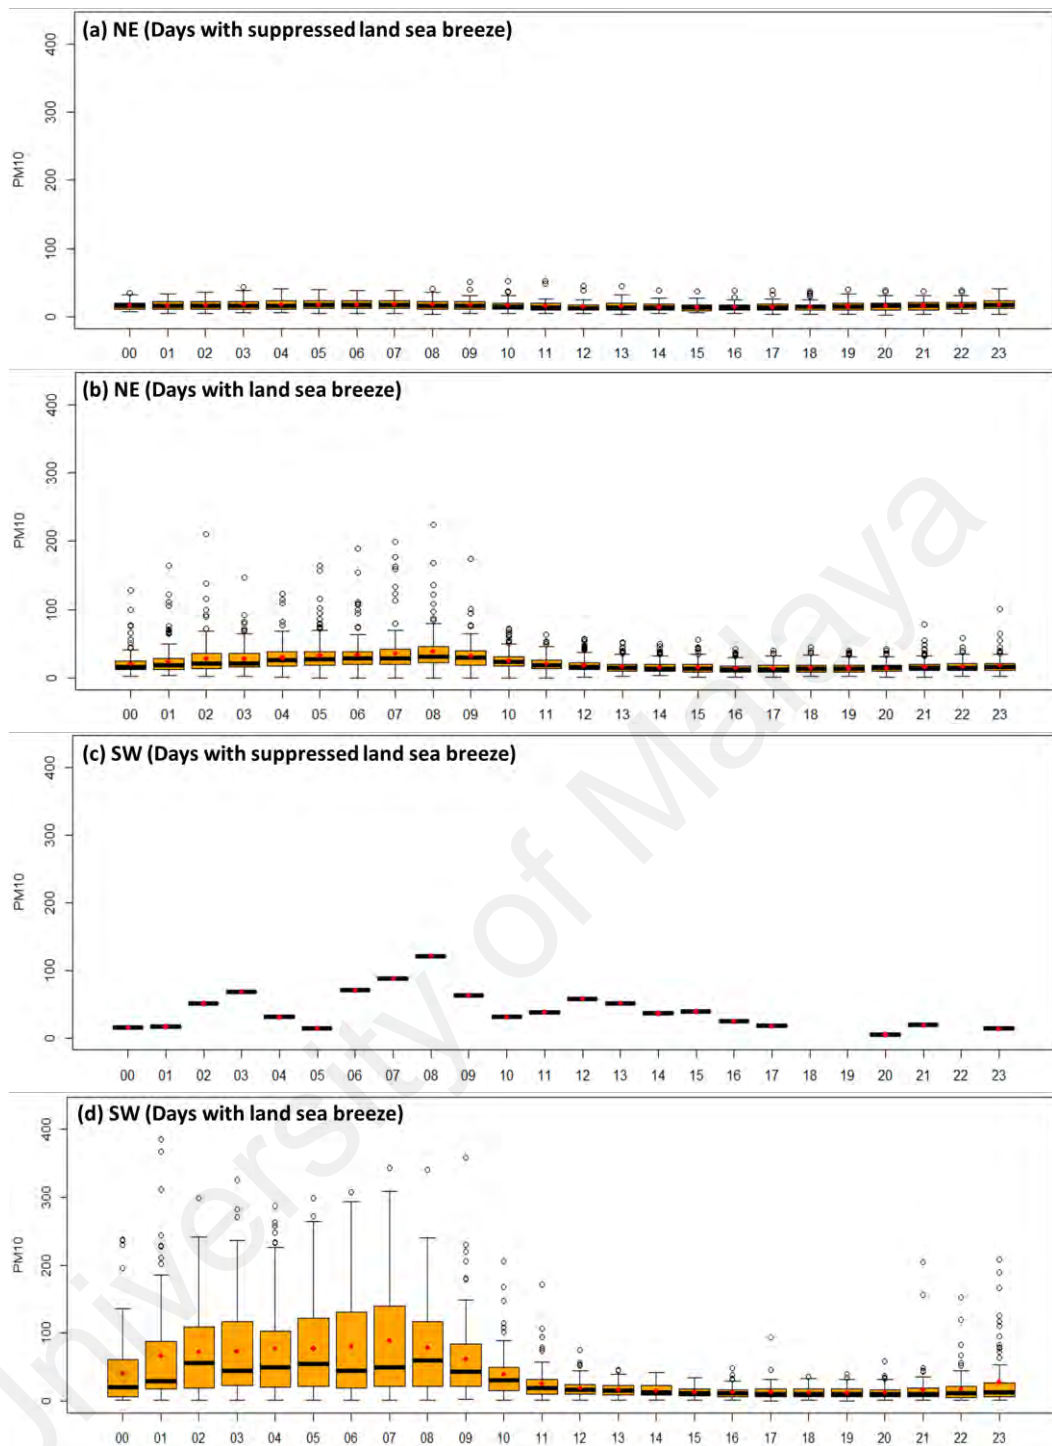 (a) NE (Days with suppressed land sea breeze)
400
300
200
100
0
PM10
00 01 02 03 04 05 06 07 08 09 10 11 12 13 14 15 16 17 18 19 20 21 22 23
(b) NE (Days with land sea breeze)
400
300
200
100
0
PM10
00 01 02 03 04 05 06 07 08 09 10 11 12 13 14 15 16 17 18 19 20 21 22 23
(c) SW (Days with suppressed land sea breeze)
400
300
200
100
0
PM10
00 01 02 03 04 05 06 07 08 09 10 11 12 13 14 15 16 17 18 19 20 21 22 23
(d) SW (Days with land sea breeze)
400
300
200
100
0
PM10
00 01 02 03 04 05 06 07 08 09 10 11 12 13 14 15 16 17 18 19 20 21 22 23
University of Malaya